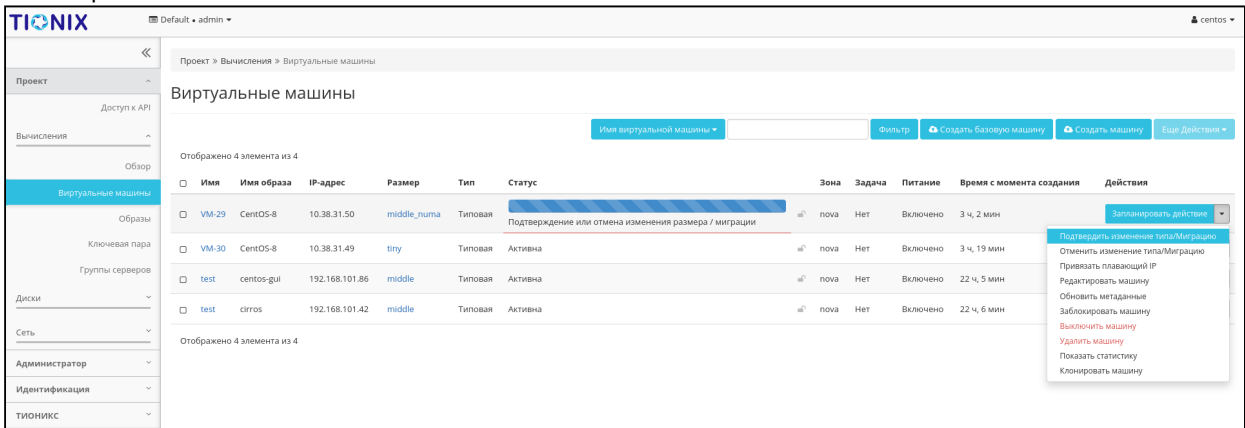 TIONIX Default • admin centos
Проект » Вычисления » Виртуальные машины
Проект
Виртуальные машины
Доступ к API
Вычисления
Имя виртуальной машины Фильтр Создать базовую машину Создать машину Еще Действия
Отображено 4 элемента из 4
Обзор
Имя Имя образа IP-адрес Размер Тип Статус Зона Задача Питание Время с момента создания Действия
Виртуальные машины
VM-29 CentOS-8 10.38.31.50 middle_numa Типовая Подтверждение или отмена изменения размера / миграции nova Нет Включено 3 ч, 2 мин Запланировать действие
Образы
Подтвердить изменение типа/Миграцию
Ключевая пара
VM-30 CentOS-8 10.38.31.49 tiny Типовая Активна nova Нет Включено 3 ч, 19 мин
Отменить изменение типа/Миграцию
Привязать плавающий IP
Группы серверов
test centos-gui 192.168.101.86 middle Типовая Активна nova Нет Включено 22 ч, 5 мин
Редактировать машину
Обновить метаданные
Диски
test cirros 192.168.101.42 middle Типовая Активна nova Нет Включено 22 ч, 6 мин
Заблокировать машину
Выключить машину
Сеть
Отображено 4 элемента из 4
Удалить машину
Показать статистику
Администратор
Клонировать машину
Идентификация
ТИОНИКС